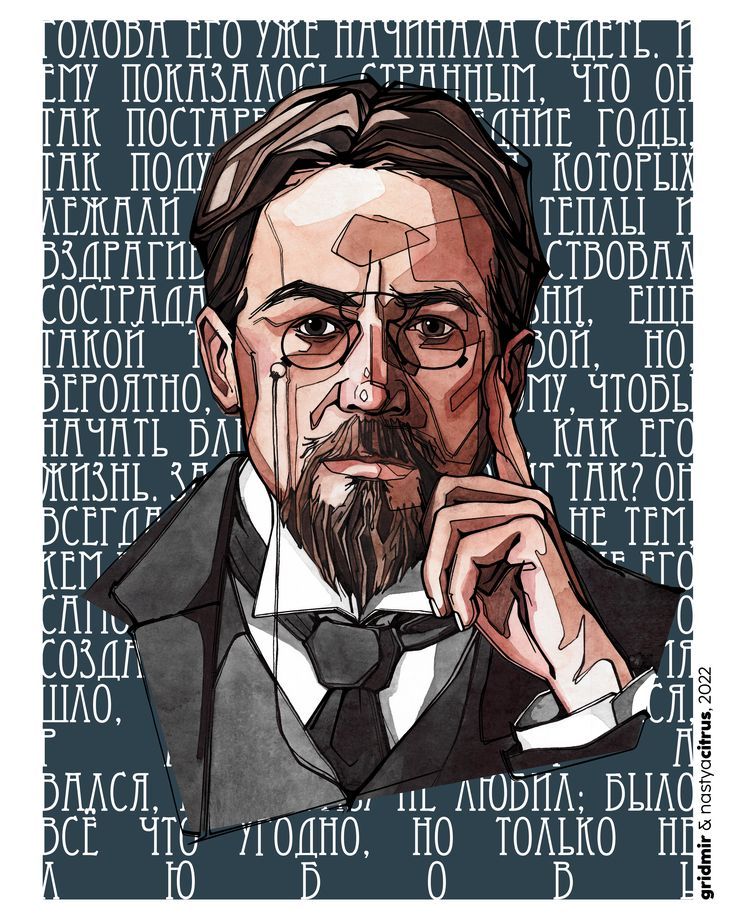 ГОЛОВА ЕГО УЖЕ НАЧИНАЛА СЕДЕТЬ. И
ЕМУ ПОКАЗАЛОСЬ СТРАННЫМ, ЧТО ОН
ТАК ПОСТАРЕ ЕДНИЕ ГОДЫ,
ТАК ПОДУ КОТОРЫХ
ЛЕЖАЛИ ТЕПЛЫ И
ВЗДРАГИВ СТВОВАЛ
СОСТРАДА НИ, ЕЩЕ
ТАКОЙ Т ВОЙ, НО,
ВЕРОЯТНО, МУ, ЧТОБЫ
НАЧАТЬ БЛ КАК ЕГО
ЖИЗНЬ. ЗА Т ТАК? ОН
ВСЕГДА НЕ ТЕМ,
КЕМ ЕГО
САМО О
СОЗДА ЛЯ
ШЛО, СЯ,
Р А А
ВАЛСЯ, НЕ ЛЮБИЛ; БЫЛО
ВСЁ ЧТО УГОДНО, НО ТОЛЬКО НЕ
Л Ю Б О В Ь
gridmir & nastyacitrus, 2022